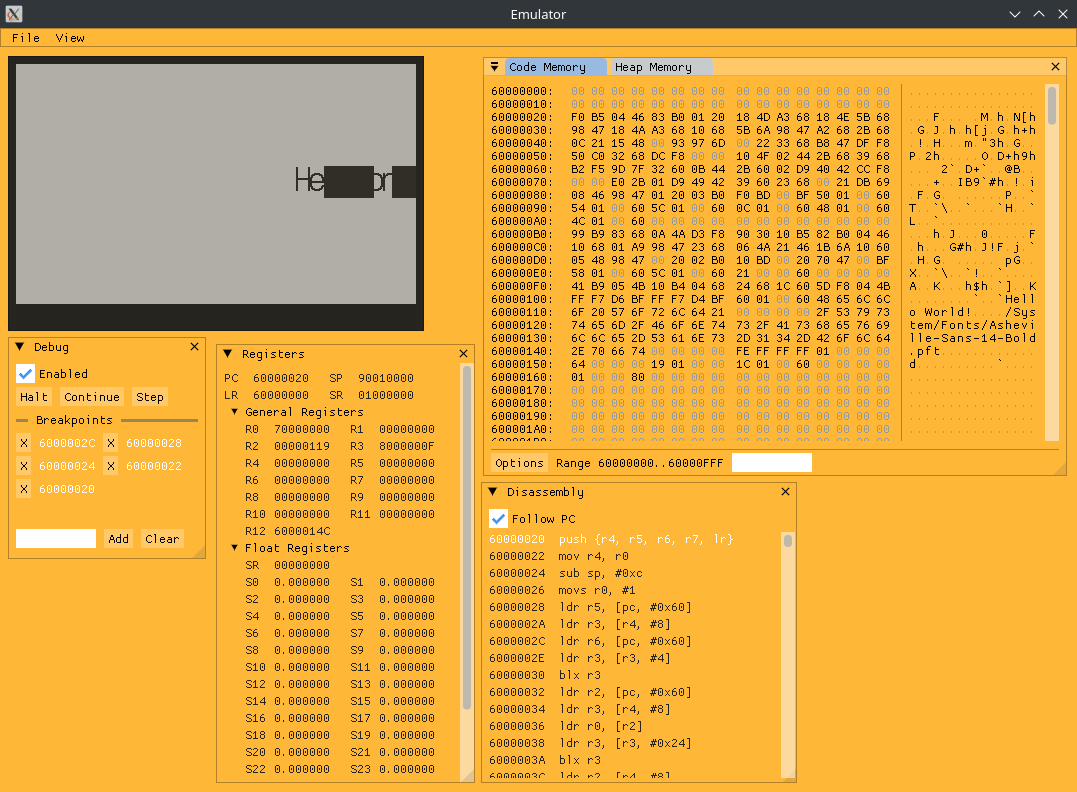 Emulator
File View
He or
Code Memory Heap Memory
60000000: 00 00 00 00 00 00 00 00 00 00 00 00 00 00 00 00 ................
60000010: 00 00 00 00 00 00 00 00 00 00 00 00 00 00 00 00 ................
60000020: F0 B5 04 46 83 B0 01 20 18 4D A3 68 18 4E 5B 68 ...F... .M.h.N[h
60000030: 98 47 18 4A A3 68 10 68 5B 6A 98 47 A2 68 2B 68 .G.J.h.h[j.G.h+h
60000040: 0C 21 15 48 00 93 97 6D 00 22 33 68 B8 47 DF F8 .!.H...m."3h.G..
60000050: 50 C0 32 68 DC F8 00 00 10 4F 02 44 2B 68 39 68 P.2h.....O.D+h9h
60000060: B2 F5 9D 7F 32 60 0B 44 2B 60 02 D9 40 42 CC F8 ....2`.D+`..@B..
60000070: 00 00 E0 2B 01 D9 49 42 39 60 23 68 00 21 DB 69 ...+..IB9`#h.!.i
60000080: 08 46 98 47 01 20 03 B0 F0 BD 00 BF 50 01 00 60 .F.G. ......P..`
60000090: 54 01 00 60 5C 01 00 60 0C 01 00 60 48 01 00 60 T..`\..`...`H..`
600000A0: 4C 01 00 60 00 00 00 00 00 00 00 00 00 00 00 00 L..`............
600000B0: 99 B9 83 68 0A 4A D3 F8 90 30 10 B5 82 B0 04 46 ...h.J...0.....F
600000C0: 10 68 01 A9 98 47 23 68 06 4A 21 46 1B 6A 10 60 .h...G#h.J!F.j.`
600000D0: 05 48 98 47 00 20 02 B0 10 BD 00 20 70 47 00 BF .H.G. ..... pG..
600000E0: 58 01 00 60 5C 01 00 60 21 00 00 60 00 00 00 00 X..`\..`!..`....
600000F0: 41 B9 05 4B 10 B4 04 68 24 68 1C 60 5D F8 04 4B A..K...h$h.`]..K
60000100: FF F7 D6 BF FF F7 D4 BF 60 01 00 60 48 65 6C 6C ........`..`Hell
60000110: 6F 20 57 6F 72 6C 64 21 00 00 00 00 2F 53 79 73 o World!..../Sys
60000120: 74 65 6D 2F 46 6F 6E 74 73 2F 41 73 68 65 76 69 tem/Fonts/Ashevi
60000130: 6C 6C 65 2D 53 61 6E 73 2D 31 34 2D 42 6F 6C 64 lle-Sans-14-Bold
60000140: 2E 70 66 74 00 00 00 00 FE FF FF FF 01 00 00 00 .pft............
60000150: 64 00 00 00 19 01 00 00 1C 01 00 60 00 00 00 00 d..........`....
60000160: 01 00 00 80 00 00 00 00 00 00 00 00 00 00 00 00 ................
60000170: 00 00 00 00 00 00 00 00 00 00 00 00 00 00 00 00 ................
60000180: 00 00 00 00 00 00 00 00 00 00 00 00 00 00 00 00 ................
60000190: 00 00 00 00 00 00 00 00 00 00 00 00 00 00 00 00 ................
600001A0: 00 00 00 00 00 00 00 00 00 00 00 00 00 00 00 00 ................
600001B0: 00 00 00 00 00 00 00 00 00 00 00 00 00 00 00 00
Options Range 60000000..60000FFF
Debug
Enabled
Halt Continue Step
Breakpoints
X 6000002C X 60000028
X 60000024 X 60000022
X 60000020
Add Clear
Registers
PC 60000020 SP 90010000
LR 60000000 SR 01000000
General Registers
R0 70000000 R1 00000000
R2 00000119 R3 8000000F
R4 00000000 R5 00000000
R6 00000000 R7 00000000
R8 00000000 R9 00000000
R10 00000000 R11 00000000
R12 6000014C
Float Registers
SR 00000000
S0 0.000000 S1 0.000000
S2 0.000000 S3 0.000000
S4 0.000000 S5 0.000000
S6 0.000000 S7 0.000000
S8 0.000000 S9 0.000000
S10 0.000000 S11 0.000000
S12 0.000000 S13 0.000000
S14 0.000000 S15 0.000000
S16 0.000000 S17 0.000000
S18 0.000000 S19 0.000000
S20 0.000000 S21 0.000000
S22 0.000000 S23 0.000000
Disassembly
Follow PC
60000020 push {r4, r5, r6, r7, lr}
60000022 mov r4, r0
60000024 sub sp, #0xc
60000026 movs r0, #1
60000028 ldr r5, [pc, #0x60]
6000002A ldr r3, [r4, #8]
6000002C ldr r6, [pc, #0x60]
6000002E ldr r3, [r3, #4]
60000030 blx r3
60000032 ldr r2, [pc, #0x60]
60000034 ldr r3, [r4, #8]
60000036 ldr r0, [r2]
60000038 ldr r3, [r3, #0x24]
6000003A blx r3
6000003C ldr r2, [r4, #8]